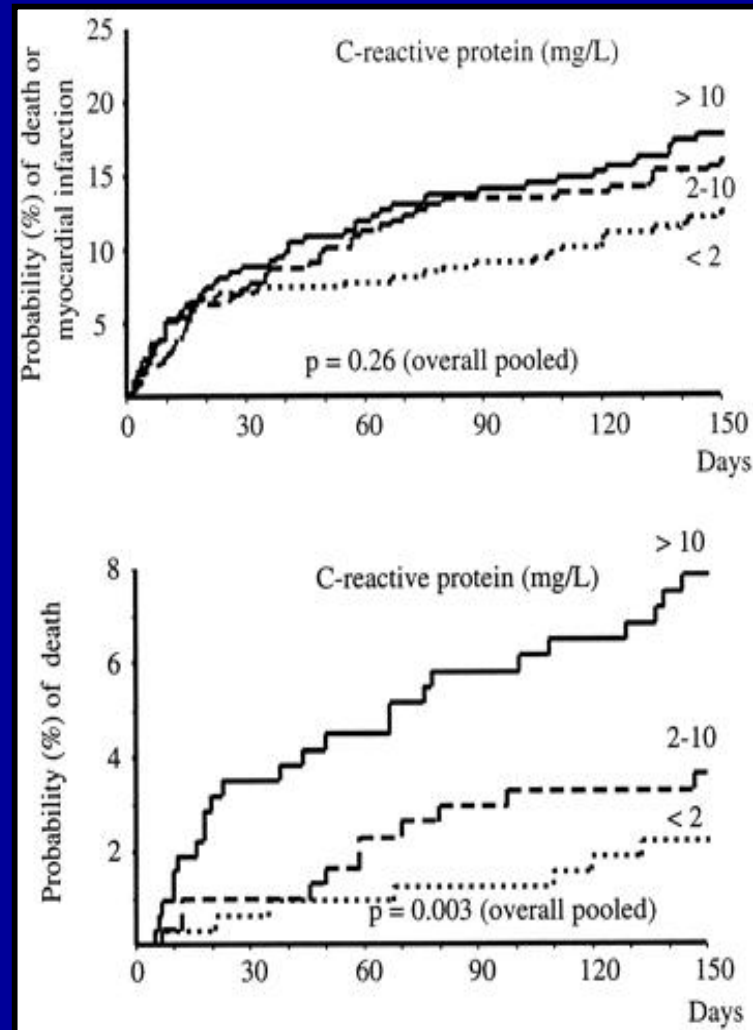 25
C-reactive protein (mg/L)
> 10
20
2-10
15
< 2
10
5
p = 0.26 (overall pooled)
0 30 60 90 120 150
Days
Probability (%) of death or
myocardial infarction
> 10
8
C-reactive protein (mg/L)
6
2-10
4
< 2
2
p = 0.003 (overall pooled)
0 30 60 90 120 150
Days
Probability (%) of death